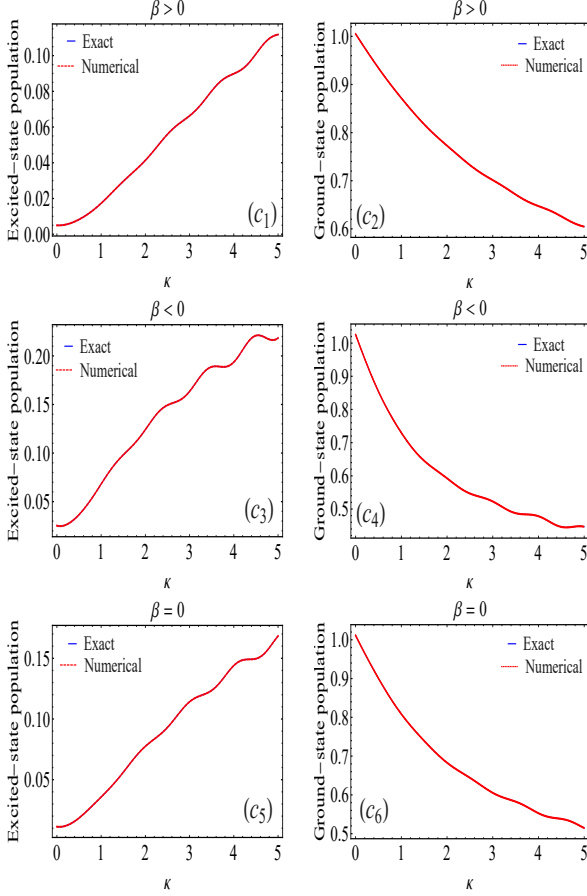 β > 0
Excited−state population
0.10
0.08
0.06
0.04
0.02
0.00
Exact
Numerical
(c1)
0 1 2 3 4 5
κ
β > 0
Ground−state population
1.0
0.9
0.8
0.7
0.6
Exact
Numerical
(c2)
0 1 2 3 4 5
κ
β < 0
Excited−state population
0.20
0.15
0.10
0.05
Exact
Numerical
(c3)
0 1 2 3 4 5
κ
β < 0
Ground−state population
1.0
0.9
0.8
0.7
0.6
0.5
Exact
Numerical
(c4)
0 1 2 3 4 5
κ
β = 0
Excited−state population
0.15
0.10
0.05
Exact
Numerical
(c5)
0 1 2 3 4 5
κ
β = 0
Ground−state population
1.0
0.9
0.8
0.7
0.6
0.5
Exact
Numerical
(c6)
0 1 2 3 4 5
κ